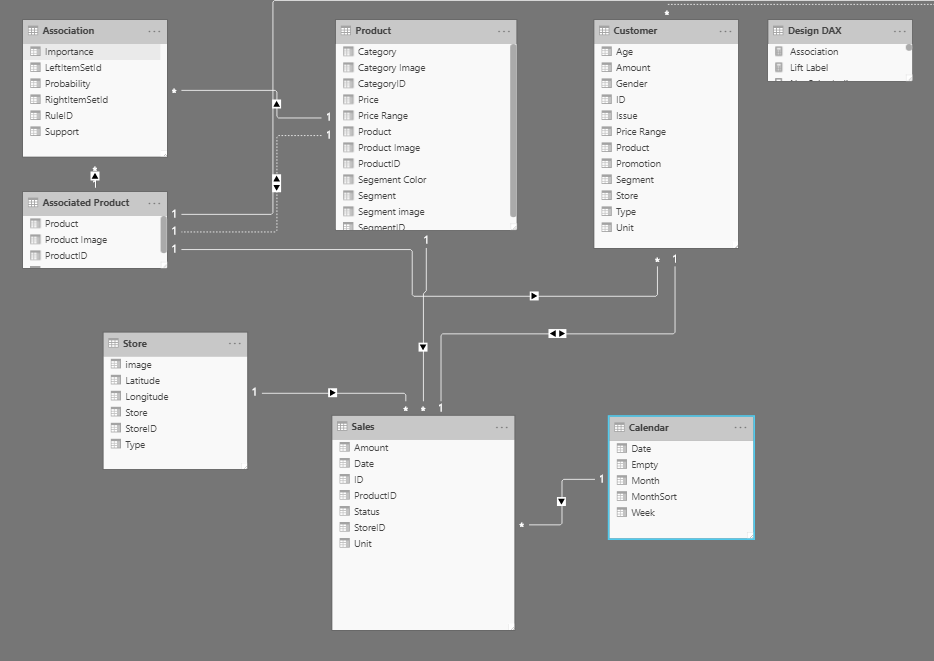 Association
Importance
LeftItemSetId
Probability
RightItemSetId
RuleID
Support
Product
Category
Category Image
CategoryID
Price
Price Range
Product
Product Image
ProductID
Segement Color
Segment
Segment image
SegmentID
Customer
Age
Amount
Gender
ID
Issue
Price Range
Product
Promotion
Segment
Store
Type
Unit
Design DAX
Association
Lift Label
*
*
1
1
*
Associated Product
Product
Product Image
ProductID
1
1
1
1
*
1
Store
image
Latitude
Longitude
Store
StoreID
Type
1
*
*
1
Sales
Amount
Date
ID
ProductID
Status
StoreID
Unit
Calendar
Date
Empty
Month
MonthSort
Week
1
*